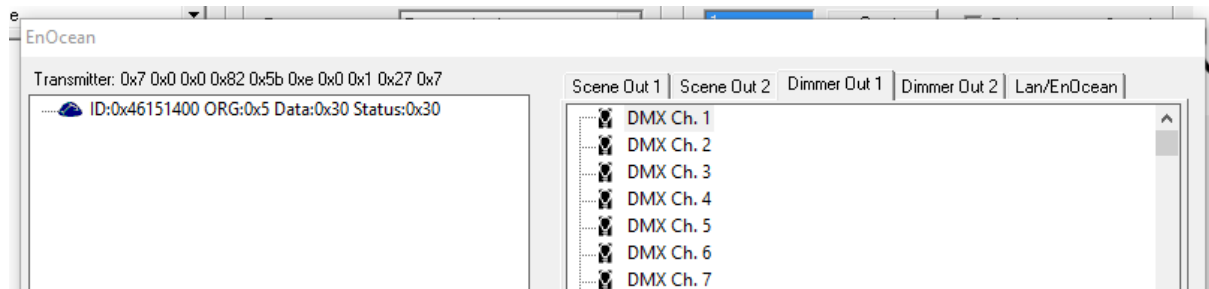 EnOcean
Transmitter: 0x7 0x0 0x0 0x82 0x5b 0xe 0x0 0x1 0x27 0x7
ID:0x46151400 ORG:0x5 Data:0x30 Status:0x30
Scene Out 1 Scene Out 2 Dimmer Out 1 Dimmer Out 2 Lan/EnOcean
DMX Ch. 1
DMX Ch. 2
DMX Ch. 3
DMX Ch. 4
DMX Ch. 5
DMX Ch. 6
DMX Ch. 7